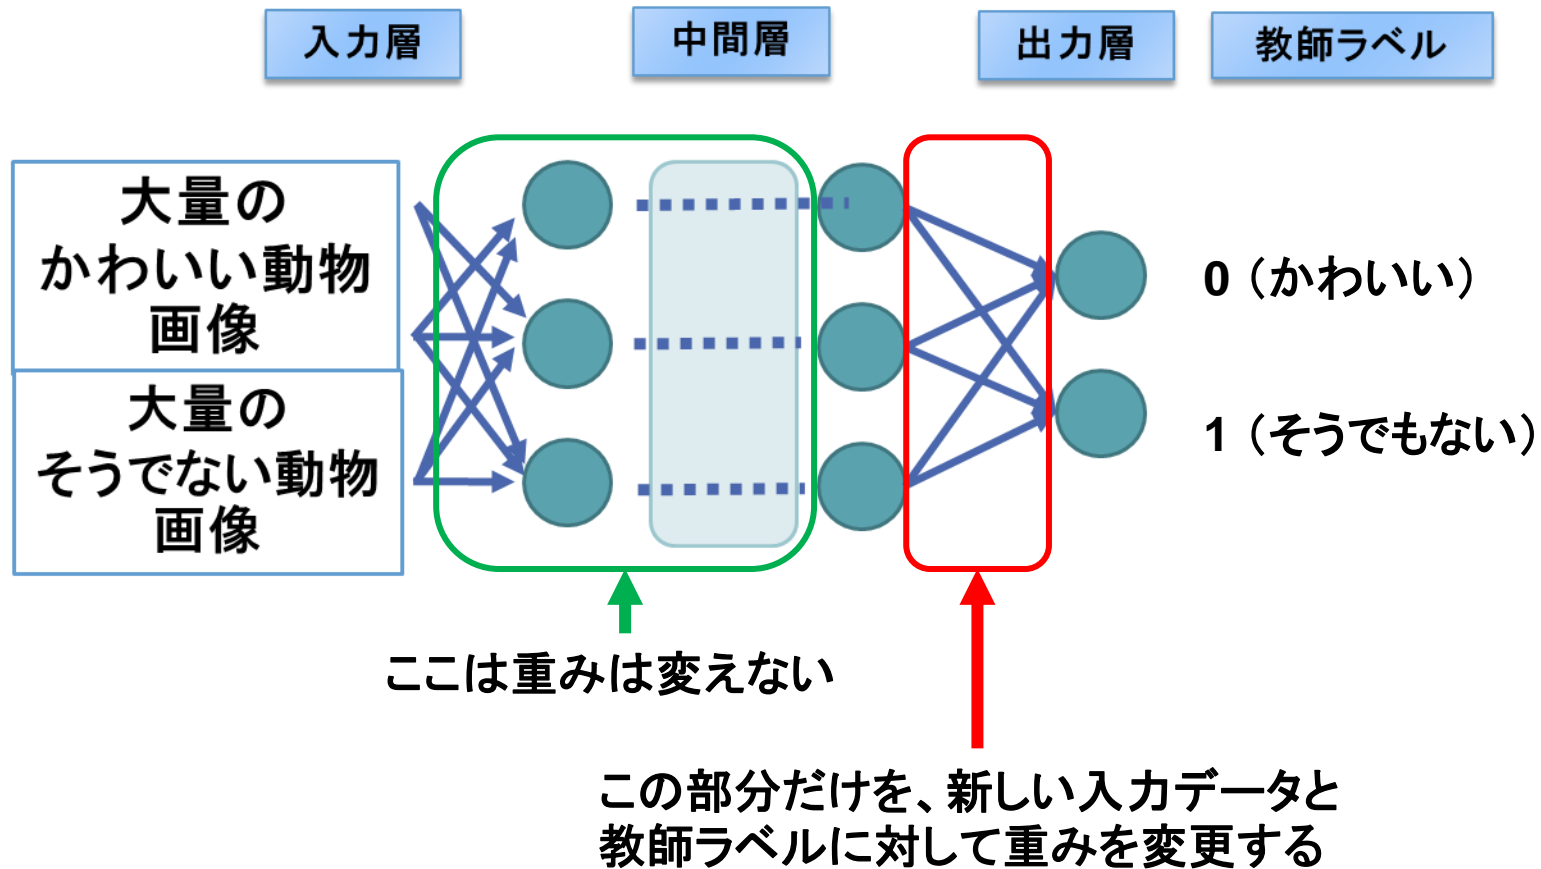 入力層
中間層
出力層
教師ラベル
大量の
かわいい動物
画像
大量の
そうでない動物
画像
0（かわいい）
1（そうでもない）
ここは重みは変えない
この部分だけを、新しい入力データと
教師ラベルに対して重みを変更する